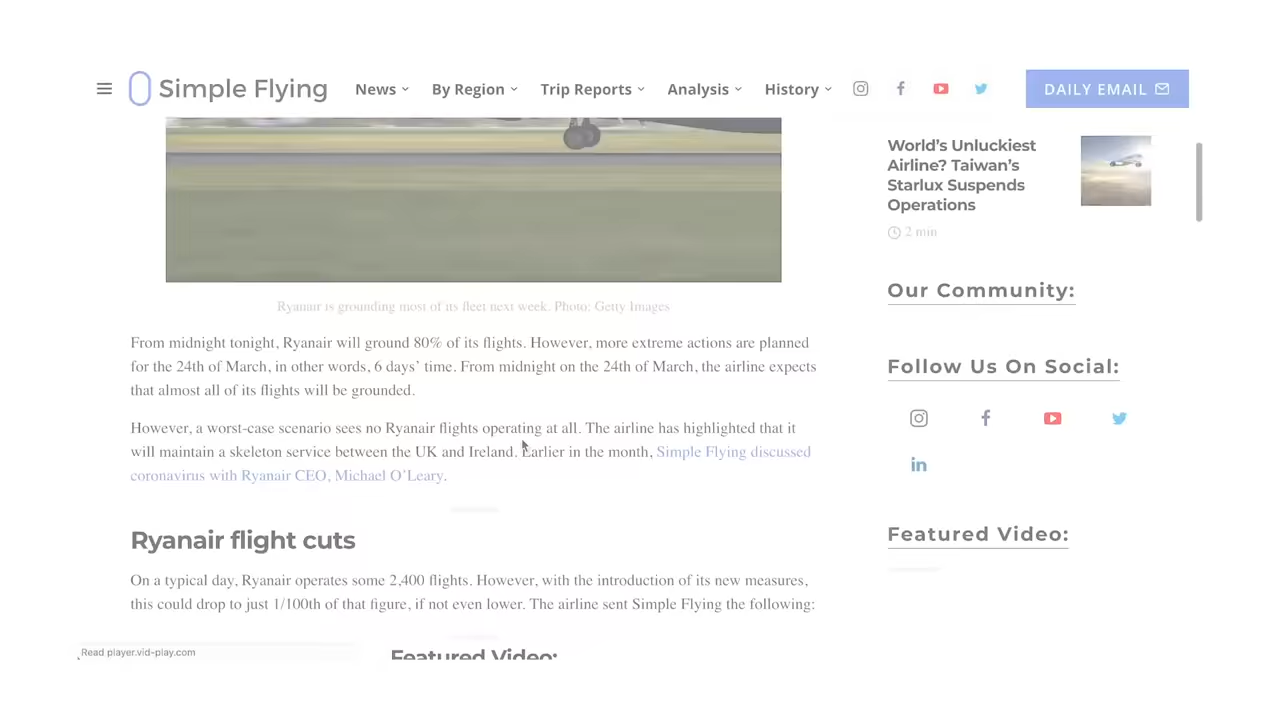 Simple Flying
News
By Region
Trip Reports
Analysis
History
DAILY EMAIL
Ryanair is grounding most of its fleet next week. Photo: Getty Images
From midnight tonight, Ryanair will ground 80% of its flights. However, more extreme actions are planned
for the 24th of March, in other words, 6 days’ time. From midnight on the 24th of March, the airline expects
that almost all of its flights will be grounded.
However, a worst-case scenario sees no Ryanair flights operating at all. The airline has highlighted that it
will maintain a skeleton service between the UK and Ireland. Earlier in the month, Simple Flying discussed
coronavirus with Ryanair CEO, Michael O’Leary.
Ryanair flight cuts
On a typical day, Ryanair operates some 2,400 flights. However, with the introduction of its new measures,
this could drop to just 1/100th of that figure, if not even lower. The airline sent Simple Flying the following:
Featured Video:
Read player.vid-play.com
World’s Unluckiest
Airline? Taiwan’s
Starlux Suspends
Operations
2 min
Our Community:
Follow Us On Social:
Featured Video: